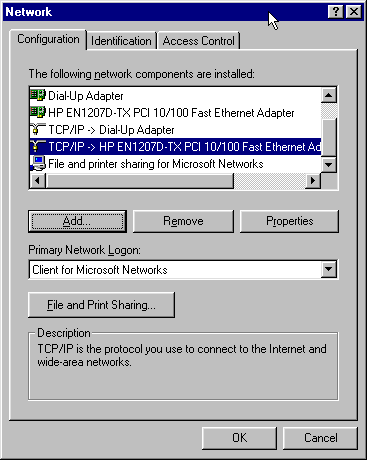 Network
Configuration Identification Access Control
The following network components are installed:
Dial-Up Adapter
HP EN1207D-TX PCI 10/100 Fast Ethernet Adapter
TCP/IP -> Dial-Up Adapter
TCP/IP -> HP EN1207D-TX PCI 10/100 Fast Ethernet Ad
File and printer sharing for Microsoft Networks
Add... Remove Properties
Primary Network Logon:
Client for Microsoft Networks
File and Print Sharing...
Description
TCP/IP is the protocol you use to connect to the Internet and
wide-area networks.
OK Cancel